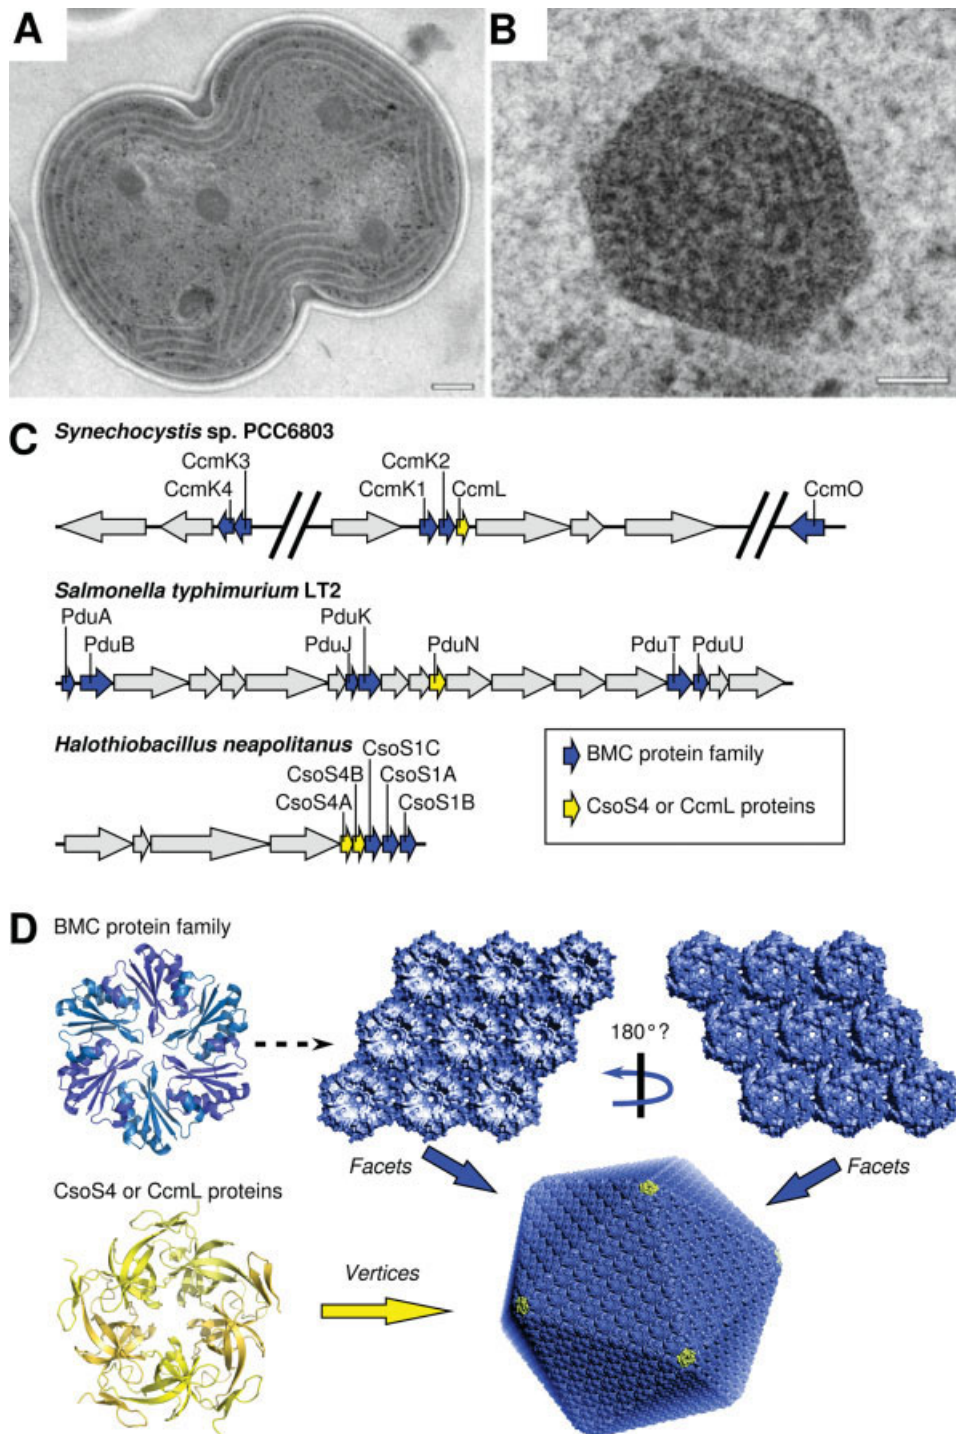 A
B
C
Synechocystis sp. PCC6803
CcmK3
CcmK2
CcmK4
CcmK1
CcmL
CcmO
Salmonella typhimurium LT2
PduA
PduK
PduB
PduJ
PduN
PduT
PduU
Halothiobacillus neapolitanus
CsoS1C
CsoS4B
CsoS1A
CsoS4A
CsoS1B
BMC protein family
CsoS4 or CcmL proteins
D
BMC protein family
180°?
Facets
Facets
CsoS4 or CcmL proteins
Vertices